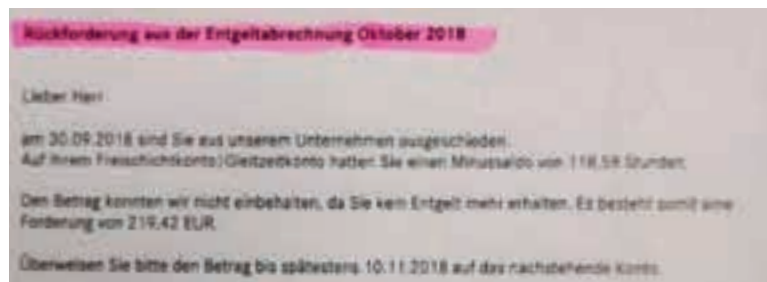 Rückforderung aus der Entgeltabrechnung Oktober 2018
Lieber Herr
am 30.09.2018 sind Sie aus unserem Unternehmen ausgeschieden.
Auf Ihrem Freischichtkonto/Gleitzeitkonto hatten Sie einen Minussaldo von 118,59 Stunden.
Den Betrag konnten wir nicht einbehalten, da Sie kein Entgelt mehr erhalten. Es besteht somit eine
Forderung von 219,42 EUR.
Überweisen Sie bitte den Betrag bis spätestens 10.11.2018 auf das nachstehende Konto.